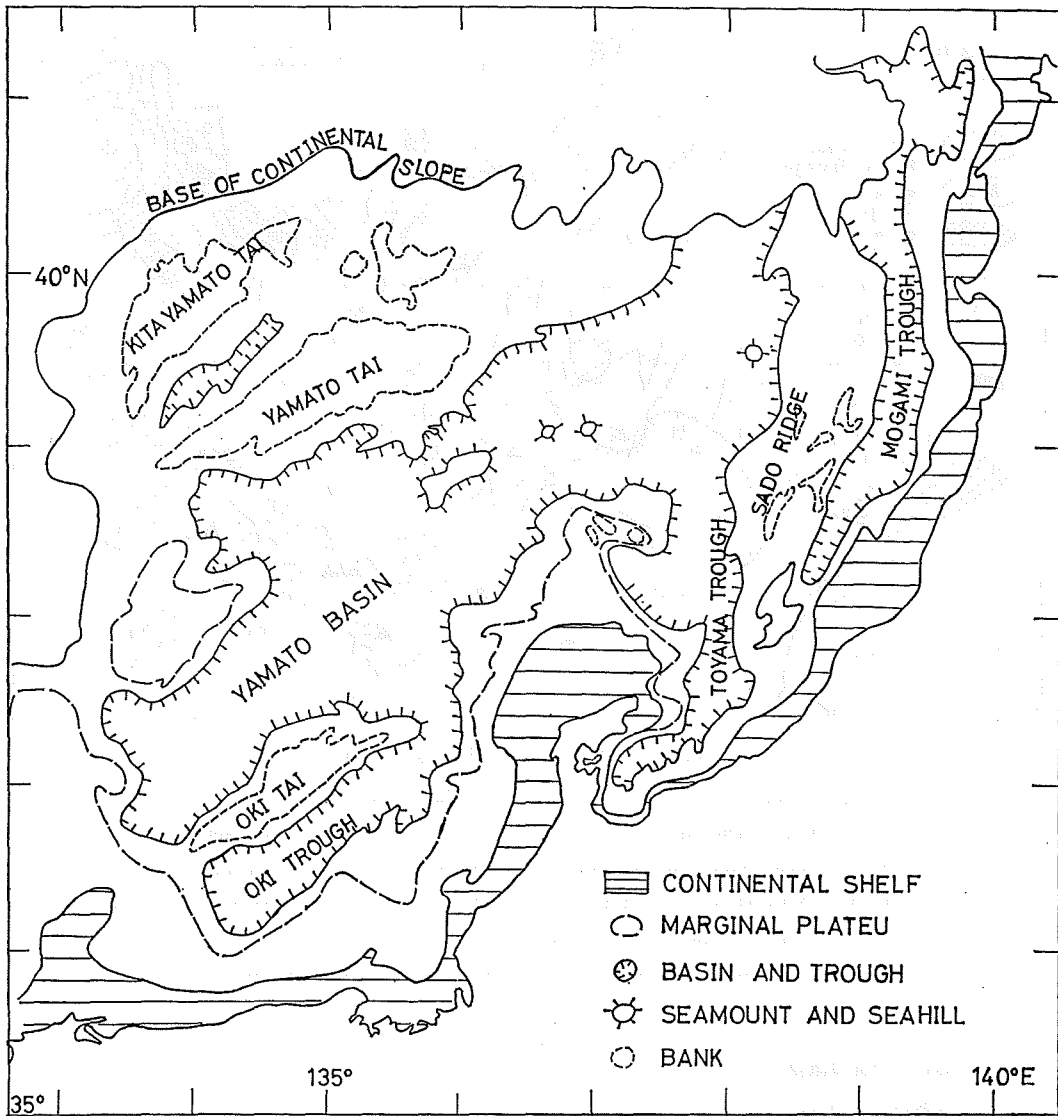 BASE OF CONTINENTAL SLOPE
40°N
KITAYAMATO TAI
YAMATO TAI
MOGAMI TROUGH
SADO RIDGE
TOYAMA TROUGH
YAMATO BASIN
OKI TAI
OKI TROUGH
CONTINENTAL SHELF
MARGINAL PLATEU
BASIN AND TROUGH
SEAMOUNT AND SEAHILL
BANK
135°
140°E
35°